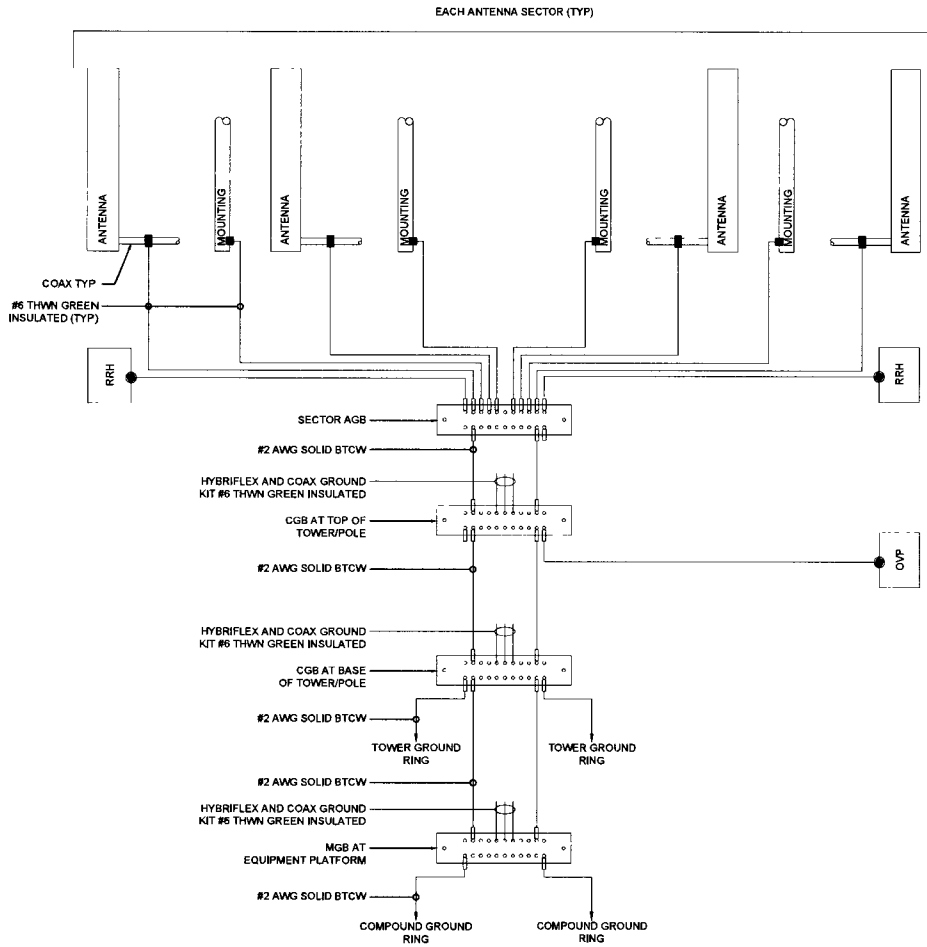 EACH ANTENNA SECTOR (TYP)
ANTENNA
MOUNTING
ANTENNA
MOUNTING
MOUNTING
ANTENNA
MOUNTING
ANTENNA
COAX TYP
#6 THWN GREEN
INSULATED (TYP)
RRH
RRH
SECTOR AGB
#2 AWG SOLID BTCW
HYBRIFLEX AND COAX GROUND
KIT #6 THWN GREEN INSULATED
CGB AT TOP OF
TOWER/POLE
OVP
#2 AWG SOLID BTCW
HYBRIFLEX AND COAX GROUND
KIT #6 THWN GREEN INSULATED
CGB AT BASE
OF TOWER/POLE
#2 AWG SOLID BTCW
TOWER GROUND
RING
TOWER GROUND
RING
#2 AWG SOLID BTCW
HYBRIFLEX AND COAX GROUND
KIT #6 THWN GREEN INSULATED
MGB AT
EQUIPMENT PLATFORM
#2 AWG SOLID BTCW
COMPOUND GROUND
RING
COMPOUND GROUND
RING